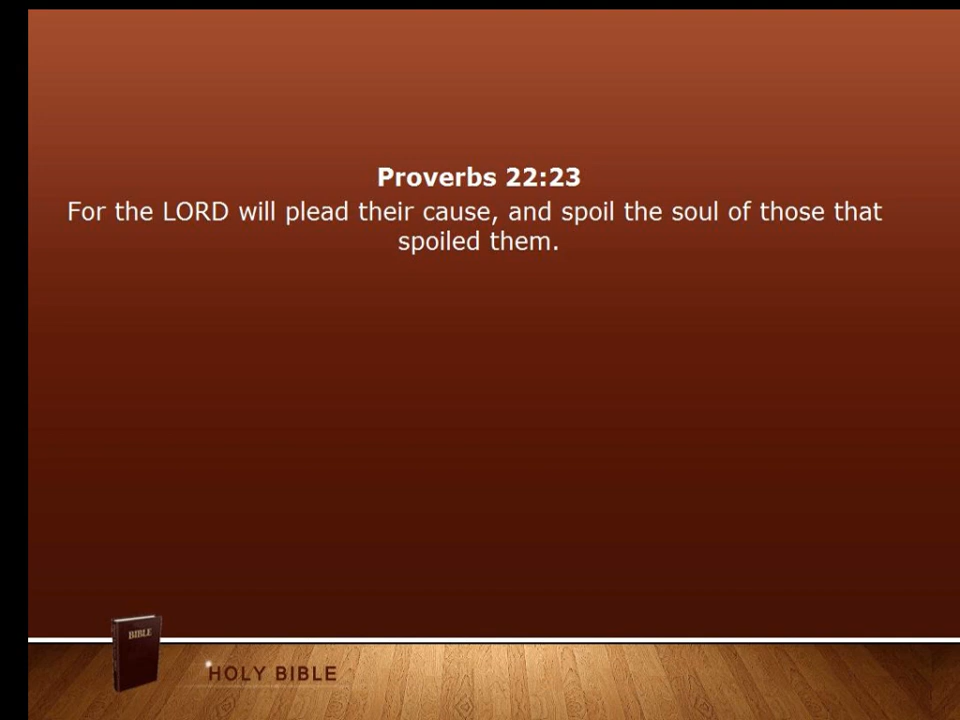 Proverbs 22:23
For the LORD will plead their cause, and spoil the soul of those that
spoiled them.
BIBLE
HOLY BIBLE